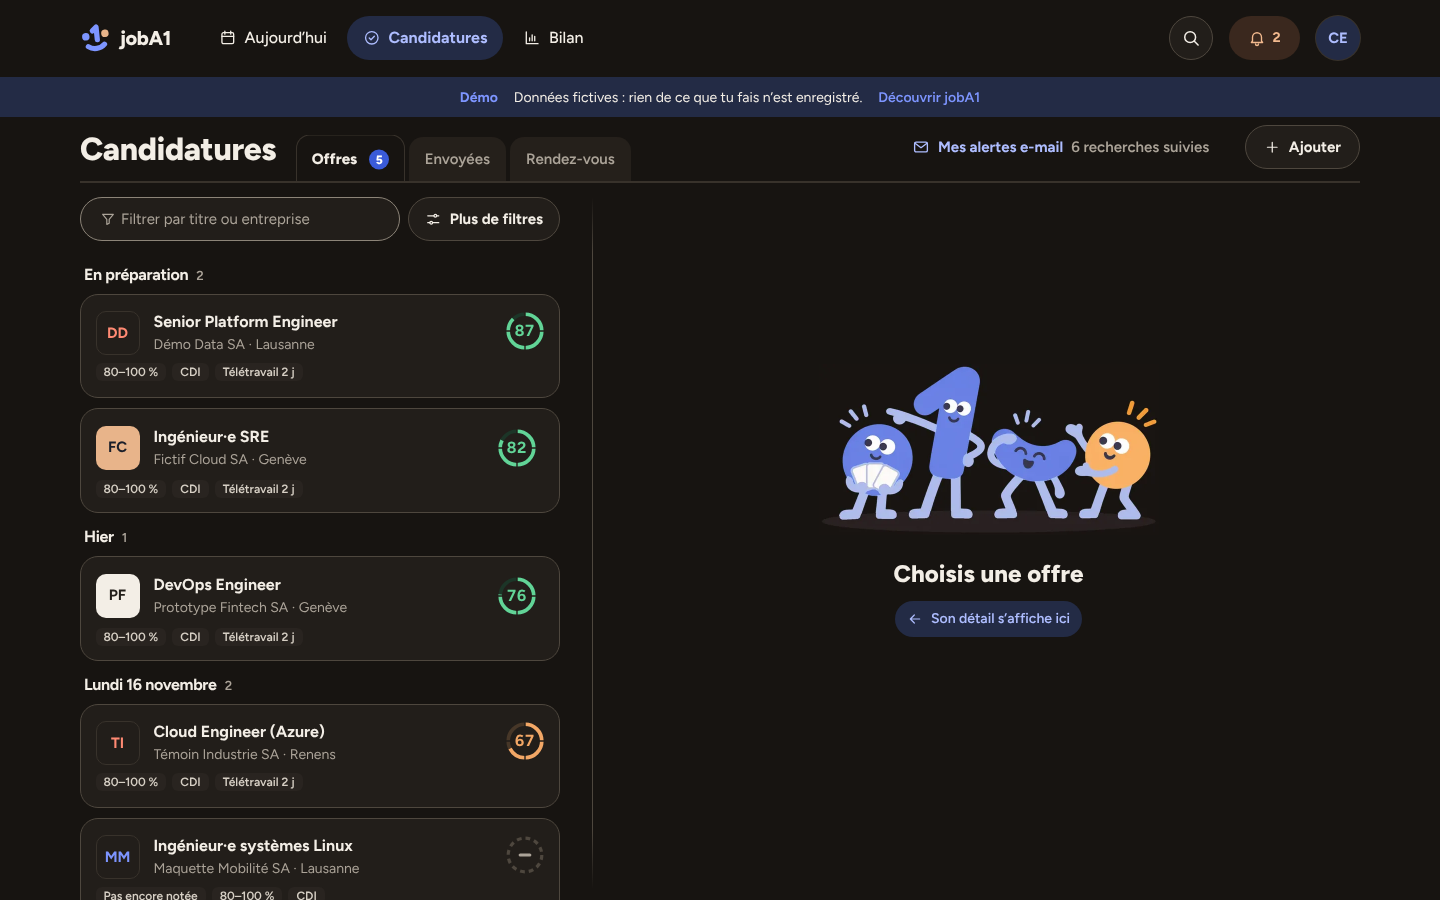 jobA1
Aujourd’hui
Candidatures
Bilan
2
CE
Démo Données fictives : rien de ce que tu fais n’est enregistré. Découvrir jobA1
Candidatures
Offres 5
Envoyées
Rendez-vous
Mes alertes e-mail 6 recherches suivies
Ajouter
Filtrer par titre ou entreprise
Plus de filtres
En préparation 2
DD
Senior Platform Engineer
Démo Data SA · Lausanne
87
80–100 % CDI Télétravail 2 j
FC
Ingénieur·e SRE
Fictif Cloud SA · Genève
82
80–100 % CDI Télétravail 2 j
Hier 1
PF
DevOps Engineer
Prototype Fintech SA · Genève
76
80–100 % CDI Télétravail 2 j
Lundi 16 novembre 2
TI
Cloud Engineer (Azure)
Témoin Industrie SA · Renens
67
80–100 % CDI Télétravail 2 j
MM
Ingénieur·e systèmes Linux
Maquette Mobilité SA · Lausanne
Pas encore notée 80–100 % CDI
Choisis une offre
Son détail s’affiche ici